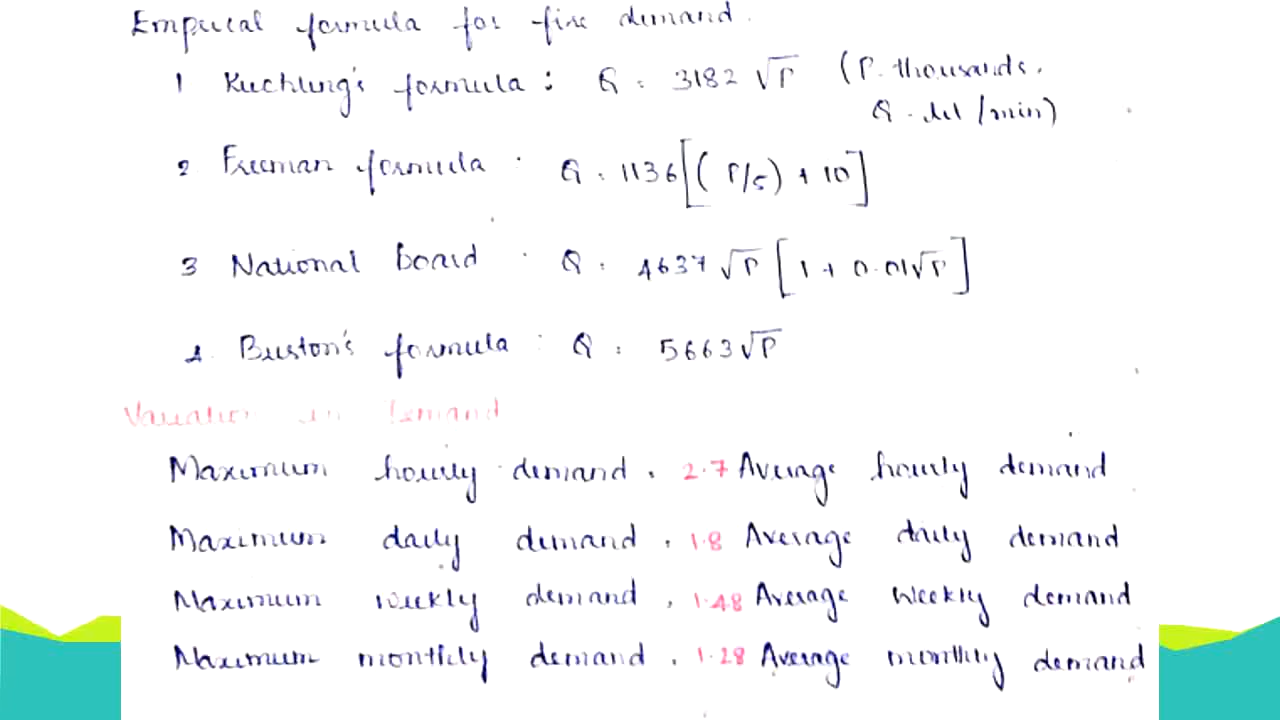 Empirical formula for fire demand.
1 Kuchling's formula : Q = 3182 √P (P. thousands.
Q - lit /min)
2. Freeman formula : Q = 1136[(P/5) + 10]
3 National Board : Q = 4637 √P [1 + 0.01√P]
4. Buston's formula : Q = 5663√P
Variation in Demand
Maximum hourly demand = 2.7 Average hourly demand
Maximum daily demand = 1.8 Average daily demand
Maximum weekly demand = 1.48 Average weekly demand
Maximum monthly demand = 1.28 Average monthly demand